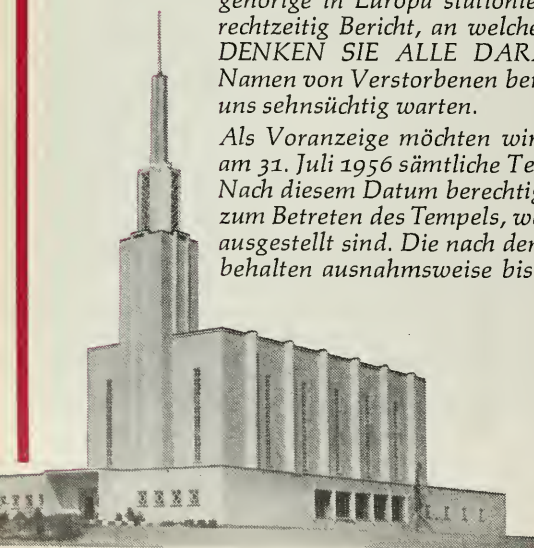 gehörige in Europa stationie
rechtzeitig Bericht, an welche
DENKEN SIE ALLE DAR
Namen von Verstorbenen ber
uns sehnsüchtig warten.
Als Voranzeige möchten wir
am 31. Juli 1956 sämtliche Te
Nach diesem Datum berechtig
zum Betreten des Tempels, w
ausgestellt sind. Die nach der
behalten ausnahmsweise bis